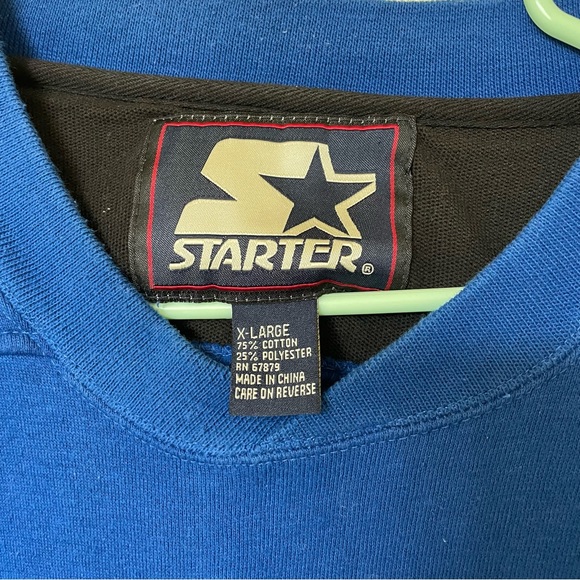 STARTER®
X-LARGE
75% COTTON
25% POLYESTER
RN 67879
MADE IN CHINA
CARE ON REVERSE